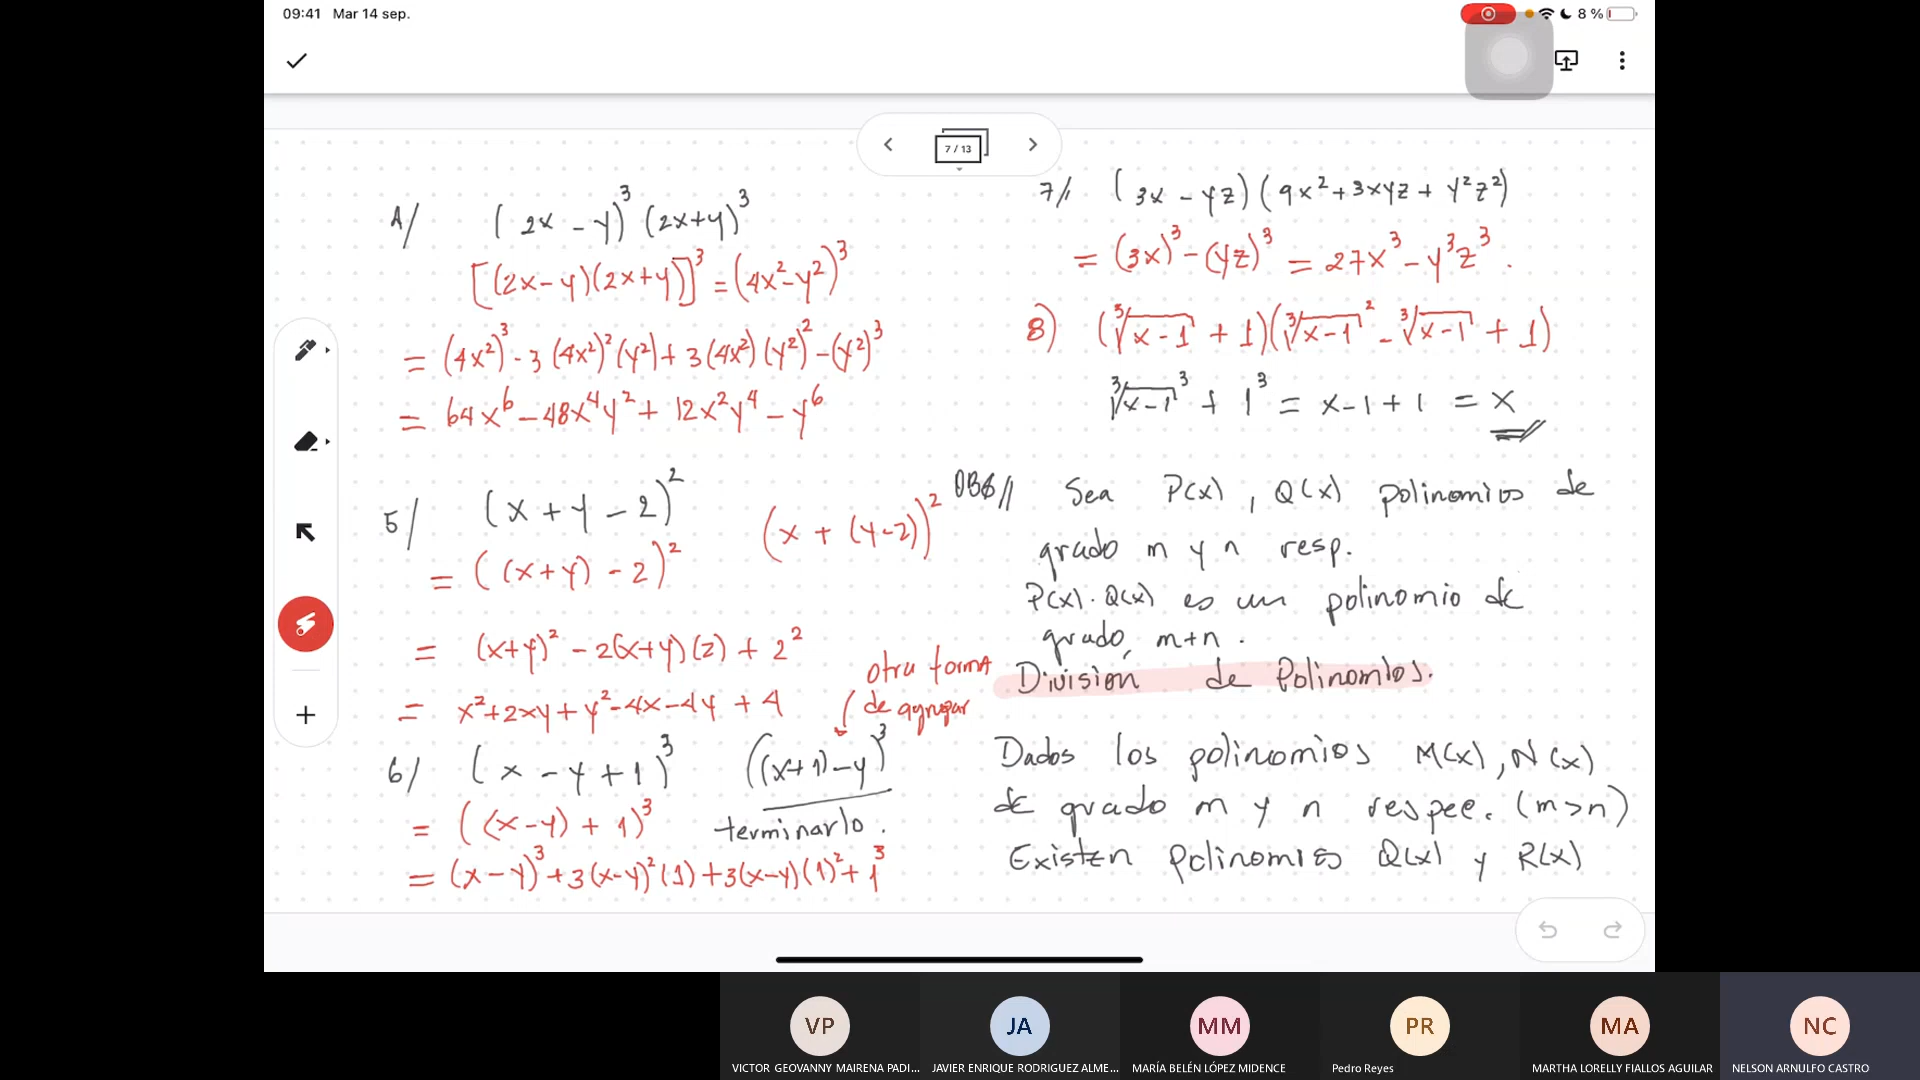 09:41 Mar 14 sep.
8 %
7 / 13
4/ (2x - y)³ (2x+y)³
[(2x-y)(2x+y)]³ = (4x²-y²)³
= (4x²)³ - 3 (4x²)² (y²) + 3 (4x²) (y²)² - (y²)³
= 64x⁶ - 48x⁴y² + 12x²y⁴ - y⁶
5/ (x + y - 2)² (x + (y-2))²
= ((x+y) - 2)²
= (x+y)² - 2(x+y)(2) + 2²
= x²+2xy+y²-4x-4y + 4
otra forma
de agrupar
6/ (x - y + 1)³ ((x+1)-y)³
= ((x-y) + 1)³ terminarlo.
= (x-y)³+3(x-y)²(1)+3(x-y)(1)²+1³
7// (3x - yz)(9x²+3xyz + y²z²)
= (3x)³-(yz)³ = 27x³-y³z³.
8) (∛x-1 + 1)(∛x-1² - ∛x-1 + 1)
∛x-1³ + 1³ = x-1+1 = x
OBS// Sea P(x), Q(x) polinomios de
grado m y n resp.
P(x)·Q(x) es un polinomio de
grado, m+n.
División de Polinomios.
Dados los polinomios M(x), N(x)
de grado m y n respec. (m>n)
Existen polinomios Q(x) y R(x)
VP JA MM PR MA NC
VICTOR GEOVANNY MAIRENA PADI... JAVIER ENRIQUE RODRIGUEZ ALME... MARÍA BELÉN LÓPEZ MIDENCE Pedro Reyes MARTHA LORELLY FIALLOS AGUILAR NELSON ARNULFO CASTRO